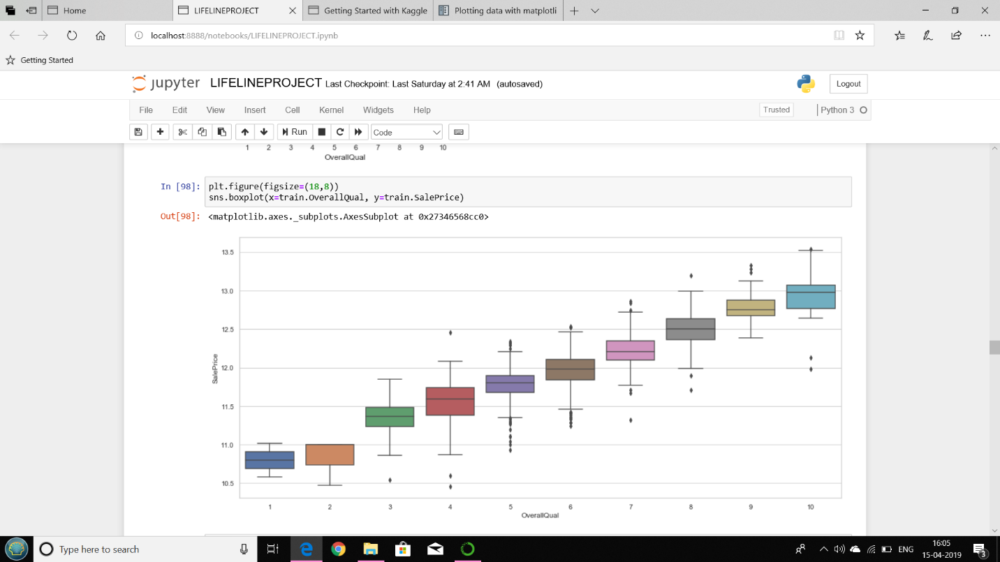 Home
LIFELINEPROJECT
Getting Started with Kaggle
Plotting data with matplotli
localhost:8888/notebooks/LIFELINEPROJECT.ipynb
Getting Started
jupyter LIFELINEPROJECT Last Checkpoint: Last Saturday at 2:41 AM (autosaved)
Logout
File Edit View Insert Cell Kernel Widgets Help
Trusted
Python 3
Run
Code
1 2 3 4 5 6 7 8 9 10
OverallQual
In [98]: plt.figure(figsize=(18,8))
sns.boxplot(x=train.OverallQual, y=train.SalePrice)
Out[98]: <matplotlib.axes._subplots.AxesSubplot at 0x27346568cc0>
13.5
13.0
12.5
12.0
11.5
11.0
10.5
SalePrice
1 2 3 4 5 6 7 8 9 10
OverallQual
Type here to search
ENG
16:05
15-04-2019
3